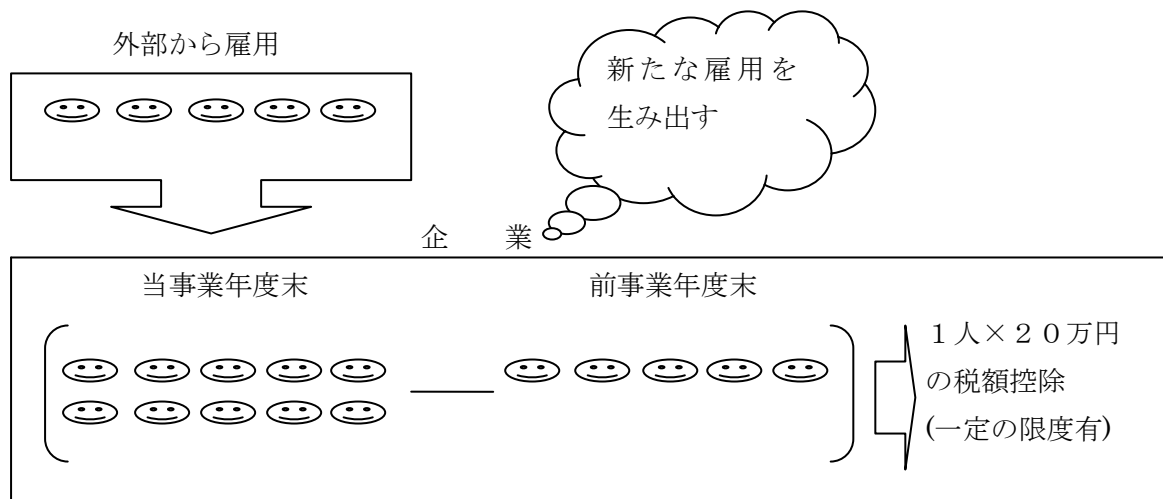 外部から雇用
新たな雇用を
生み出す
企　業
当事業年度末
前事業年度末
１人×２０万円
の税額控除
(一定の限度有)